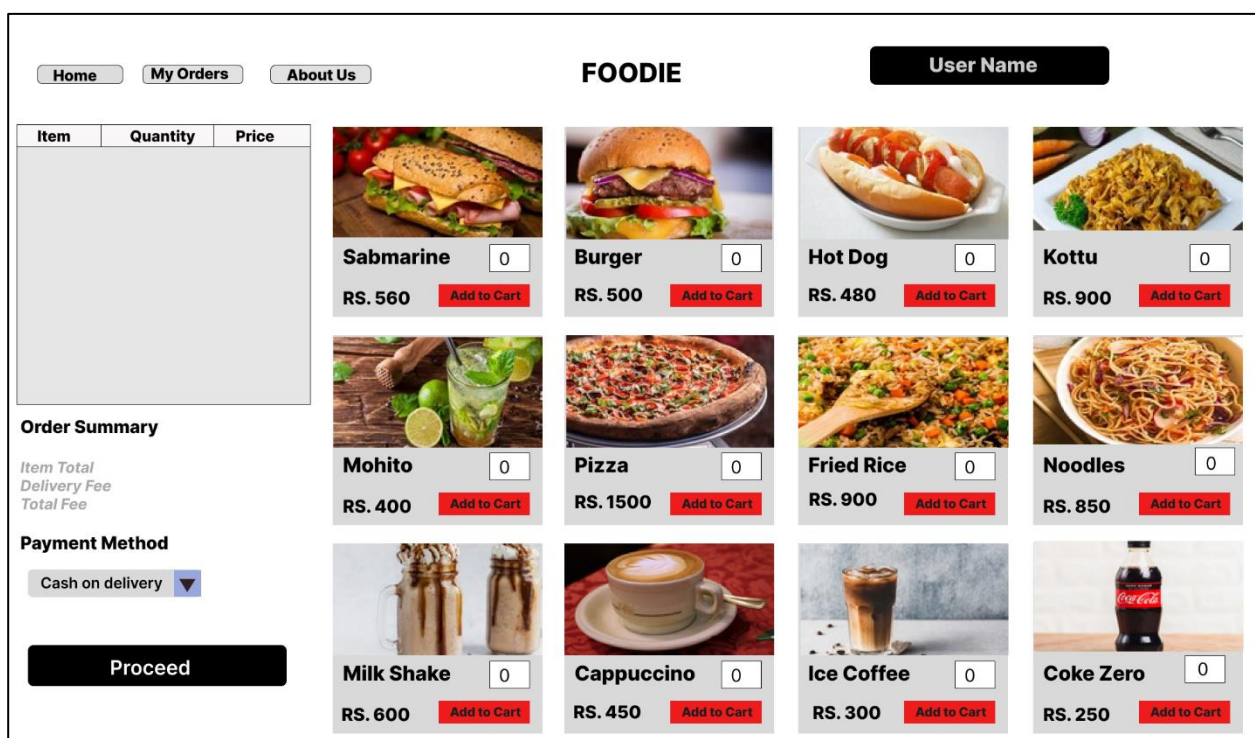 Home
My Orders
About Us
FOODIE
User Name
Item Quantity Price
Order Summary
Item Total
Delivery Fee
Total Fee
Payment Method
Cash on delivery
Proceed
Sabmarine 0
RS. 560 Add to Cart
Burger 0
RS. 500 Add to Cart
Hot Dog 0
RS. 480 Add to Cart
Kottu 0
RS. 900 Add to Cart
Mohito 0
RS. 400 Add to Cart
Pizza 0
RS. 1500 Add to Cart
Fried Rice 0
RS. 900 Add to Cart
Noodles 0
RS. 850 Add to Cart
Milk Shake 0
RS. 600 Add to Cart
Cappuccino 0
RS. 450 Add to Cart
Ice Coffee 0
RS. 300 Add to Cart
Coca-Cola
Coke Zero 0
RS. 250 Add to Cart